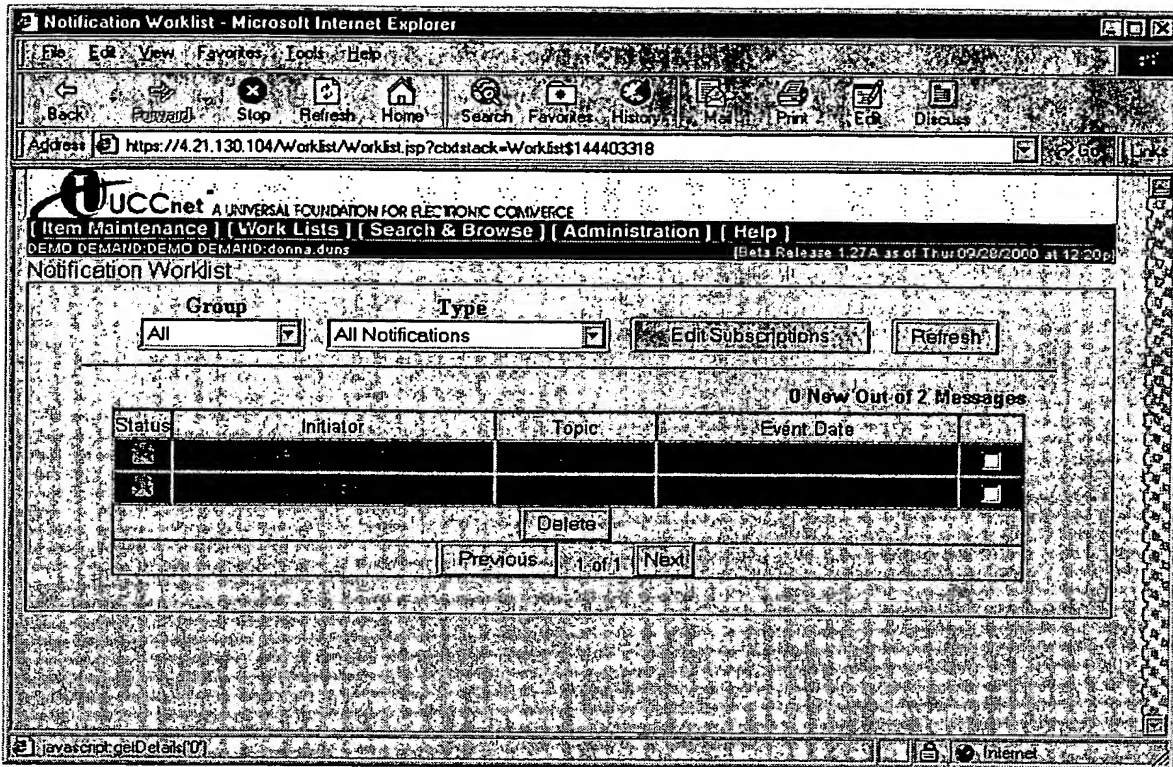 Notification Worklist - Microsoft Internet Explorer
File Edit View Favorites Tools Help
Back Forward Stop Refresh Home Search Favorites History Mail Print Edit Discuss
Address https://4.21.130.104/Worklist/Worklist.jsp?cbdstack=Worklist$144403318 Go Links
UCCnet A UNIVERSAL FOUNDATION FOR ELECTRONIC COMMERCE
[ Item Maintenance ] [ Work Lists ] [ Search & Browse ] [ Administration ] [ Help ]
DEMO DEMAND:DEMO DEMAND:donna.duns [Beta Release 1.27A as of Thur 09/28/2000 at 12:20p]
Notification Worklist
Group Type
All All Notifications Edit Subscriptions Refresh
0 New Out of 2 Messages
Status Initiator Topic Event Date
Delete
Previous 1 of 1 Next
javascript:getDetails('0') Internet